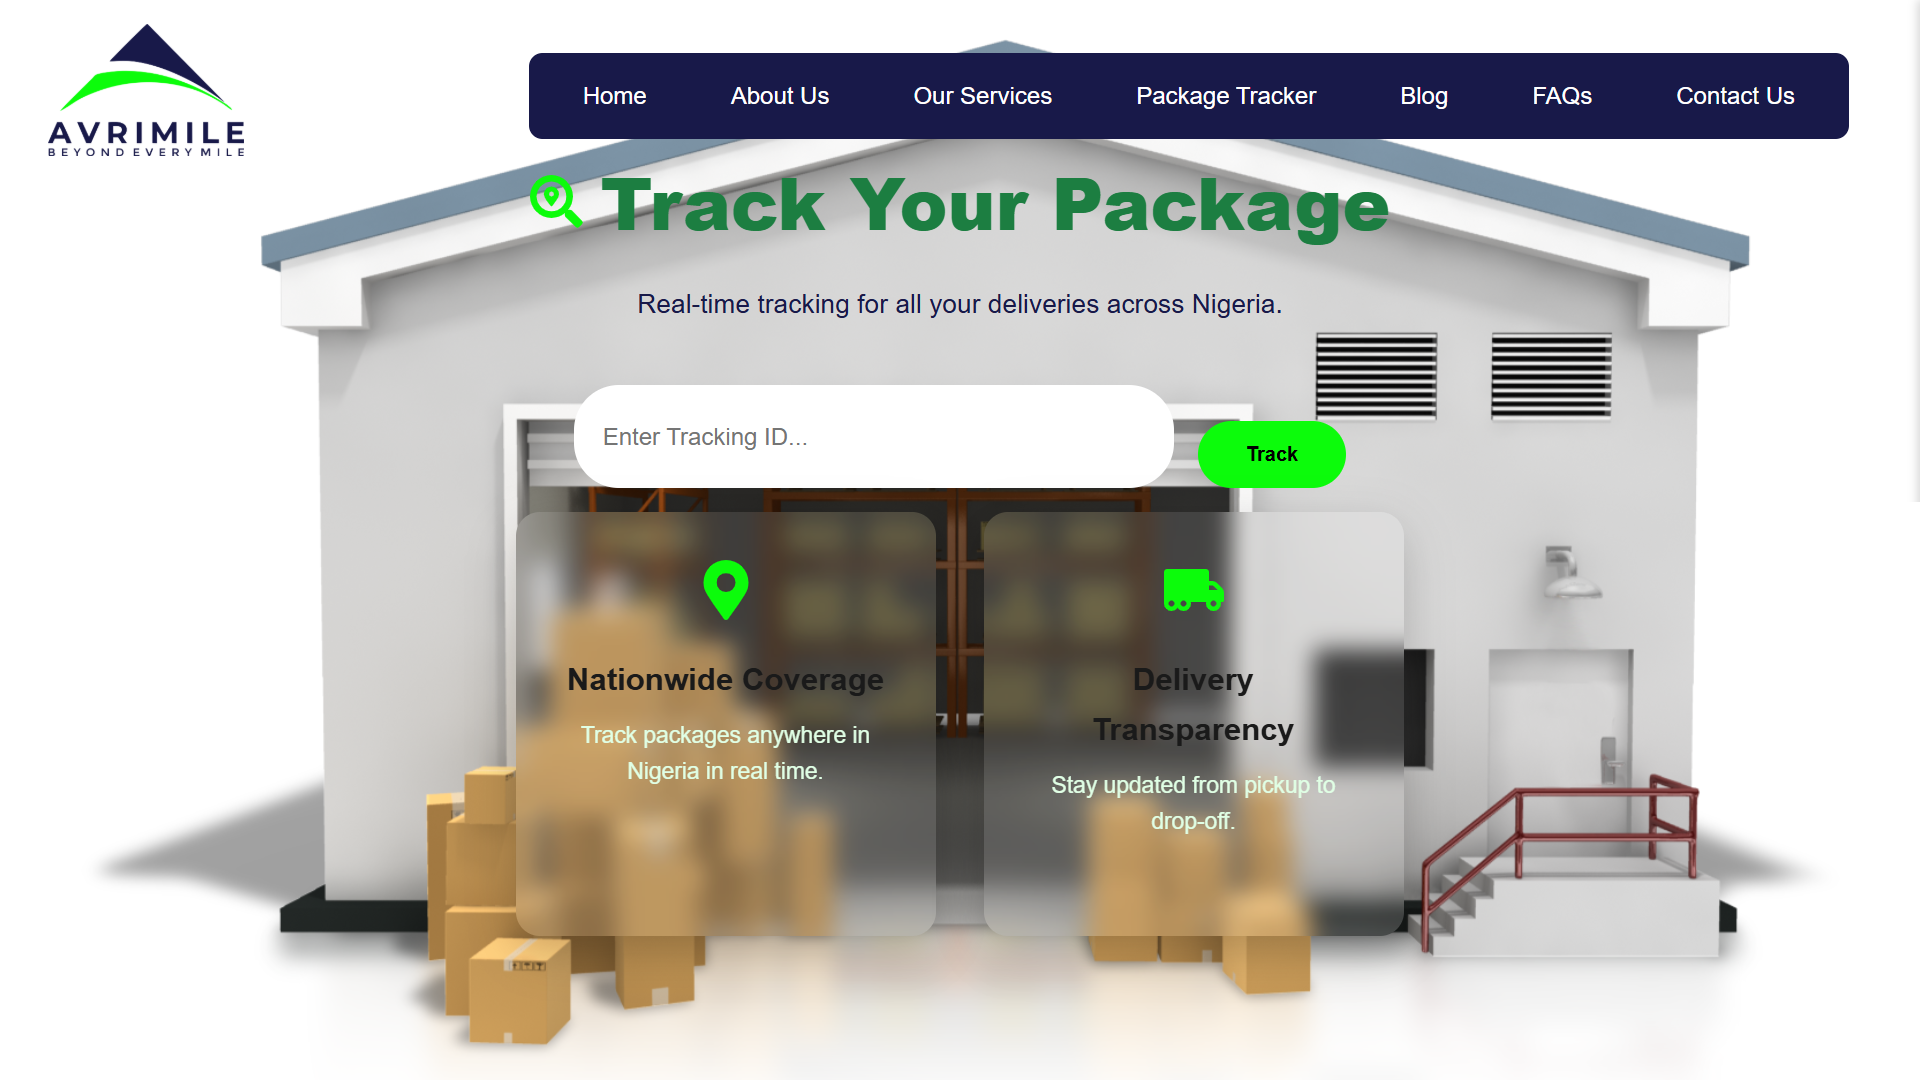 AVRIMILE
BEYOND EVERY MILE
Home About Us Our Services Package Tracker Blog FAQs Contact Us
Track Your Package
Real-time tracking for all your deliveries across Nigeria.
Enter Tracking ID...
Track
Nationwide Coverage
Track packages anywhere in
Nigeria in real time.
Delivery
Transparency
Stay updated from pickup to
drop-off.